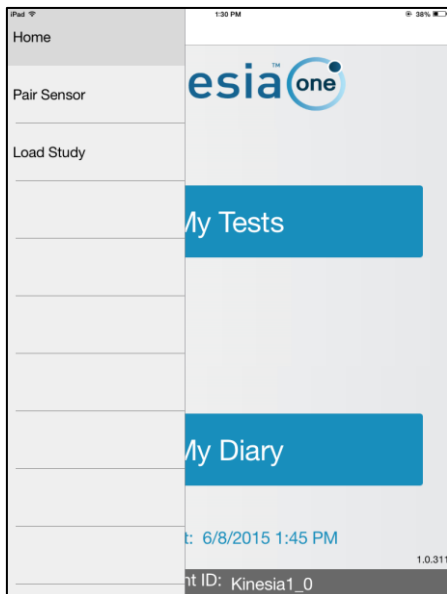 iPad 1:30 PM 38%
Home
Pair Sensor
Load Study
esia™ one
My Tests
My Diary
t: 6/8/2015 1:45 PM
1.0.311
nt ID: Kinesia1_0